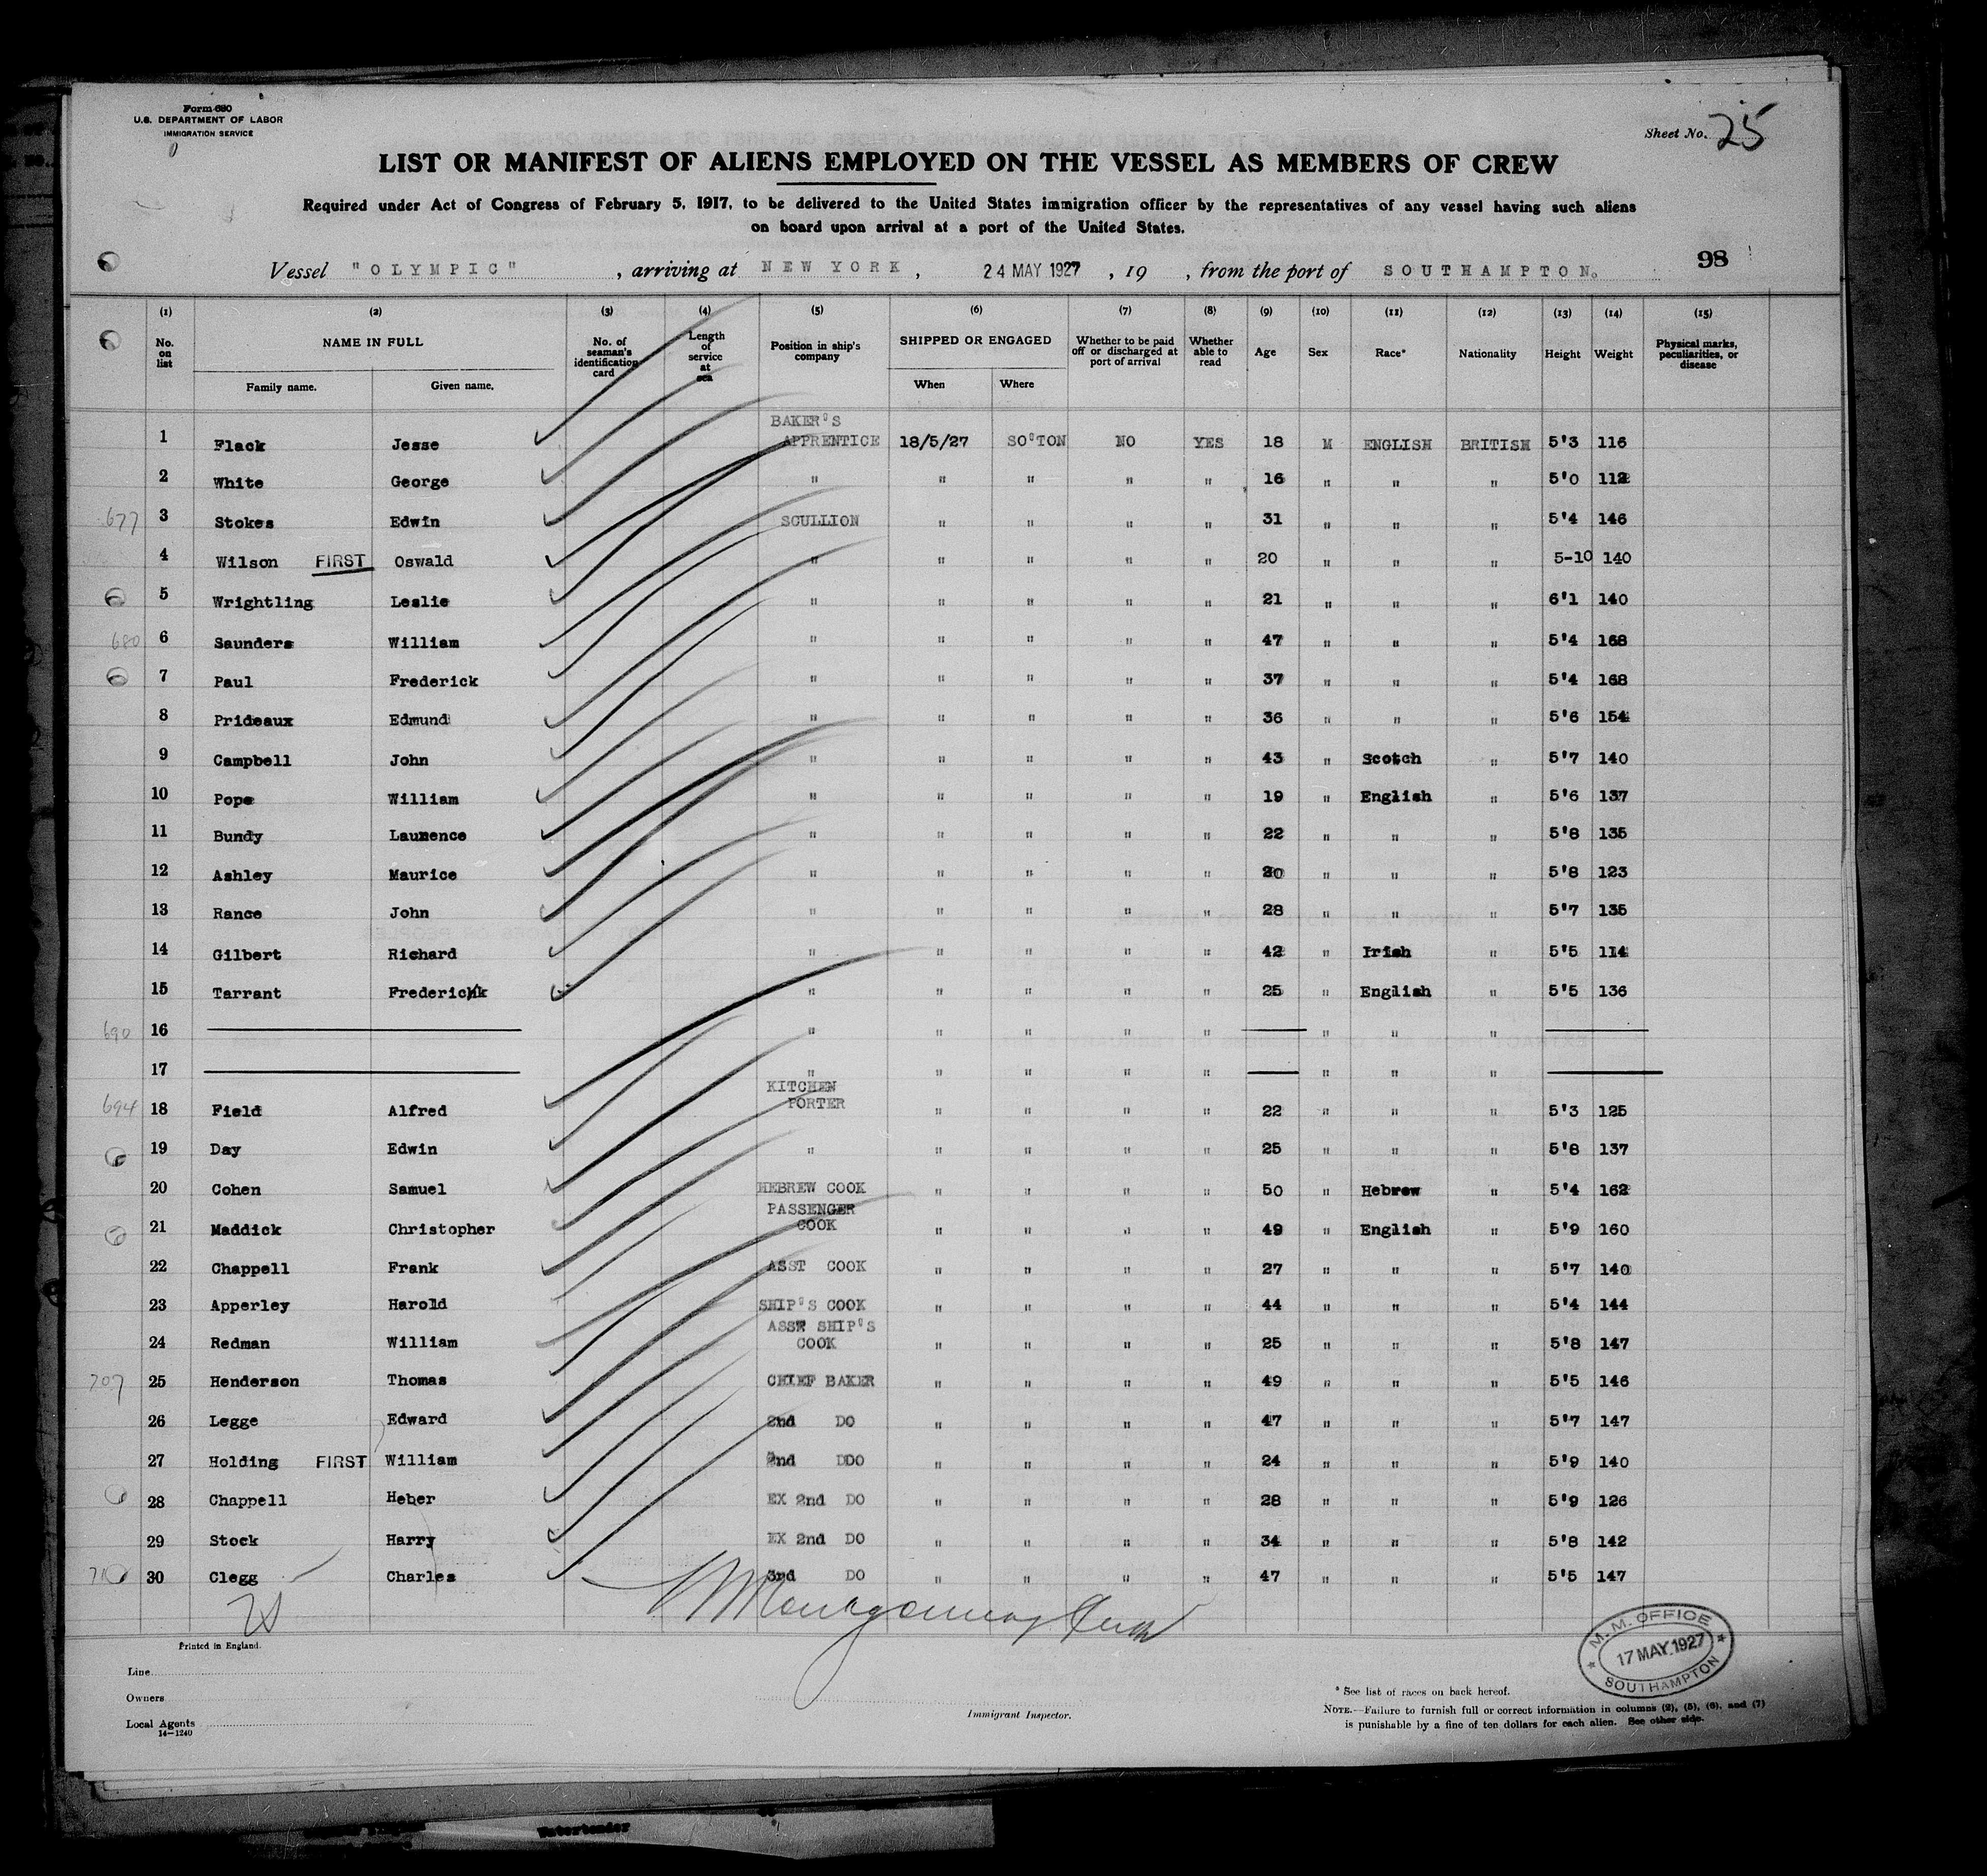 Form 680
U.S. DEPARTMENT OF LABOR
IMMIGRATION SERVICE
Sheet No. 25
LIST OR MANIFEST OF ALIENS EMPLOYED ON THE VESSEL AS MEMBERS OF CREW
Required under Act of Congress of February 5, 1917, to be delivered to the United States immigration officer by the representatives of any vessel having such aliens
on board upon arrival at a port of the United States.
98
Vessel "OLYMPIC" , arriving at NEW YORK , 24 MAY 1927 , 19 , from the port of SOUTHAMPTON.
(1) (2) (3) (4) (5) (6) (7) (8) (9) (10) (11) (12) (13) (14) (15)
No. on list NAME IN FULL Family name. Given name. No. of seaman's identification card Length of service at sea Position in ship's company SHIPPED OR ENGAGED When Where Whether to be paid off or discharged at port of arrival Whether able to read Age Sex Race* Nationality Height Weight Physical marks, peculiarities, or disease
1 Flack Jesse BAKER'S APPRENTICE 18/5/27 SO'TON NO YES 18 M ENGLISH BRITISH 5'3 116
2 White George " " " " " 16 " " " 5'0 112
677 3 Stokes Edwin SCULLION " " " " 31 " " " 5'4 146
4 Wilson FIRST Oswald " " " " " 20 " " " 5-10 140
5 Wrightling Leslie " " " " " 21 " " " 6'1 140
680 6 Saunders William " " " " " 47 " " " 5'4 168
7 Paul Frederick " " " " " 37 " " " 5'4 168
8 Prideaux Edmund " " " " " 36 " " " 5'6 154
9 Campbell John " " " " " 43 " Scotch " 5'7 140
10 Pope William " " " " " 19 " English " 5'6 137
11 Bundy Launence " " " " " 22 " " " 5'8 135
12 Ashley Maurice " " " " " 20 " " " 5'8 123
13 Rance John " " " " " 28 " " " 5'7 135
14 Gilbert Richard " " " " " 42 " Irish " 5'5 114
15 Tarrant Frederick " " " " " 25 " English " 5'5 136
690 16 " " " " " " " "
17 " " " " " " " "
694 18 Field Alfred KITCHEN PORTER " " " " 22 " " " 5'3 125
19 Day Edwin " " " " " 25 " " " 5'8 137
20 Cohen Samuel HEBREW COOK " " " " 50 " Hebrew " 5'4 162
21 Maddick Christopher PASSENGER COOK " " " " 49 " English " 5'9 160
22 Chappell Frank ASST COOK " " " " 27 " " " 5'7 140
23 Apperley Harold SHIP'S COOK " " " " 44 " " " 5'4 144
24 Redman William ASST SHIP'S COOK " " " " 25 " " " 5'8 147
707 25 Henderson Thomas CHIEF BAKER " " " " 49 " " " 5'5 146
26 Legge Edward 2nd DO " " " " 47 " " " 5'7 147
27 Holding FIRST William 2nd DDO " " " " 24 " " " 5'9 140
28 Chappell Heber EX 2nd DO " " " " 28 " " " 5'9 126
29 Stock Harry EX 2nd DO " " " " 34 " " " 5'8 142
30 Clegg Charles 3rd DO " " " " 47 " " " 5'5 147
Printed in England.
Line
Owners
Local Agents
14—1240
Immigrant Inspector.
M. M. OFFICE
17 MAY 1927
SOUTHAMPTON
* See list of races on back hereof.
NOTE.—Failure to furnish full or correct information in columns (2), (5), (6), and (7)
is punishable by a fine of ten dollars for each alien. See other side.
Watertender